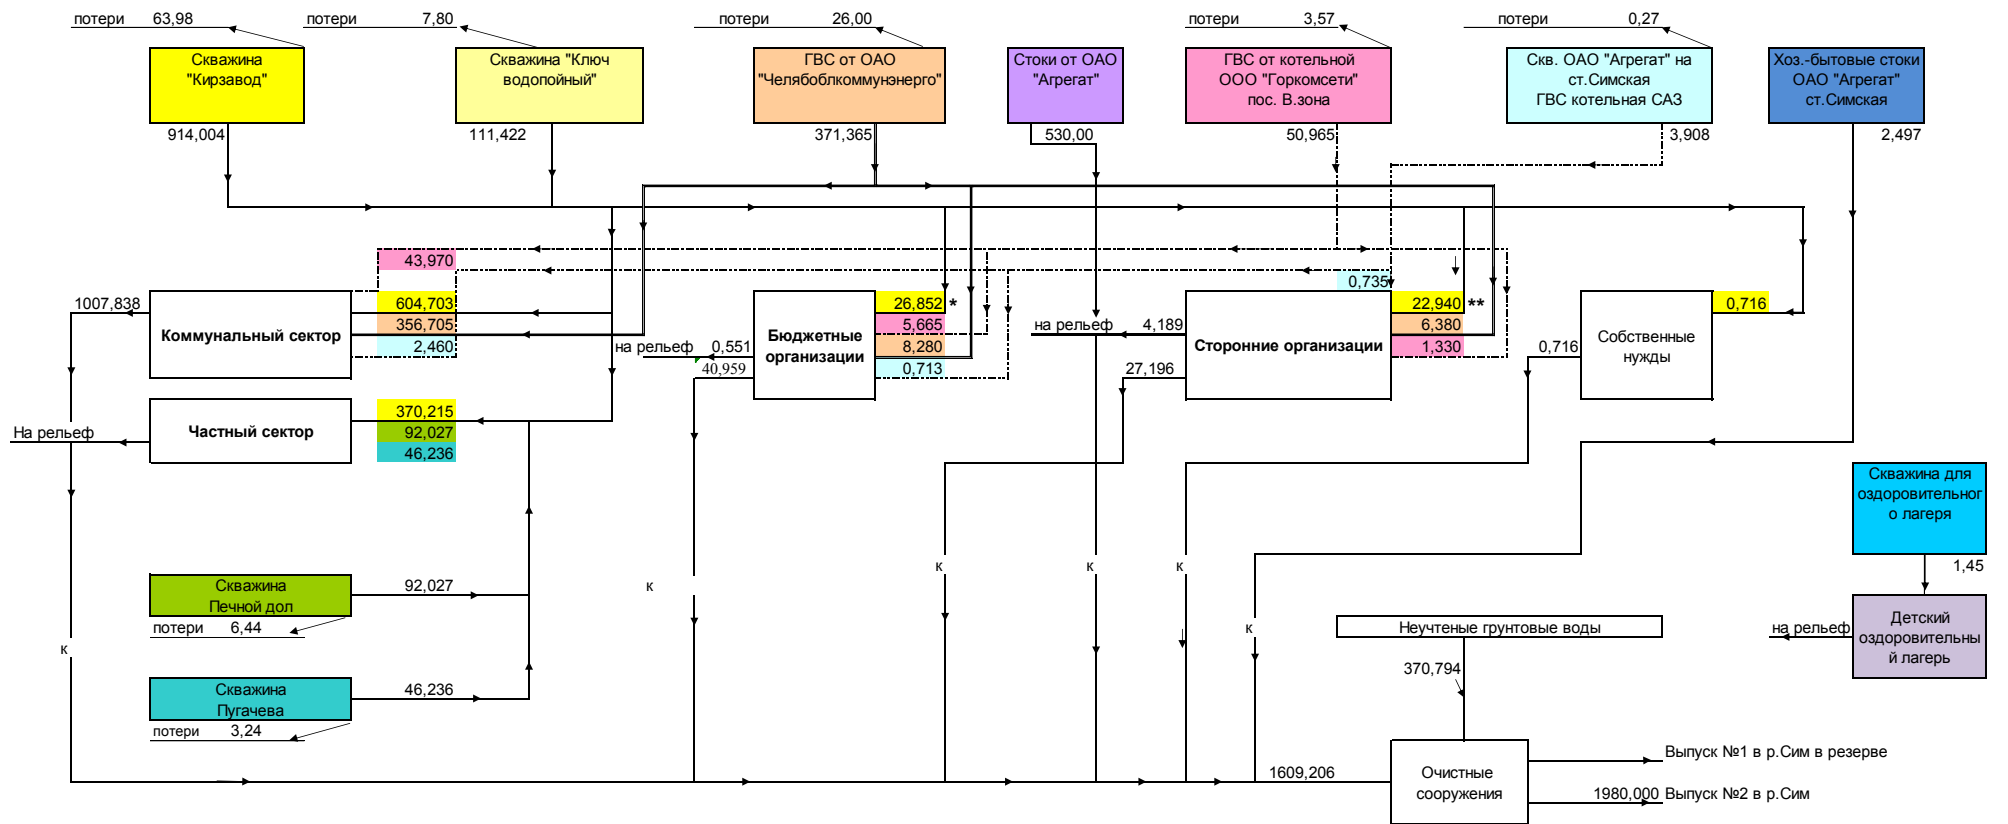 потери 63,98
потери 7,80
потери 26,00
потери 3,57
потери 0,27
Скважина
"Кирзавод"
Скважина "Ключ
водопойный"
ГВС от ОАО
"Челябоблкоммунэнерго"
Стоки от ОАО
"Агрегат"
ГВС от котельной
ООО "Горкомсети"
пос. В.зона
Скв. ОАО "Агрегат" на
ст.Симская
ГВС котельная САЗ
Хоз.-бытовые стоки
ОАО "Агрегат"
ст.Симская
914,004
111,422
371,365
530,00
50,965
3,908
2,497
43,970
0,735
1007,838
Коммунальный сектор
604,703
356,705
2,460
Бюджетные
организации
26,852 *
5,665
8,280
0,713
на рельеф 0,551
40,959
на рельеф 4,189
27,196
Сторонние организации
22,940 **
6,380
1,330
0,716
Собственные
нужды
0,716
На рельеф
Частный сектор
370,215
92,027
46,236
Скважина для
оздоровительног
о лагеря
1,45
к
к
к
к
к
к
Скважина
Печной дол
92,027
потери 6,44
Неучтеные грунтовые воды
370,794
на рельеф
Детский
оздоровительны
й лагерь
Скважина
Пугачева
46,236
потери 3,24
1609,206
Очистные
сооружения
Выпуск №1 в р.Сим в резерве
1980,000 Выпуск №2 в р.Сим